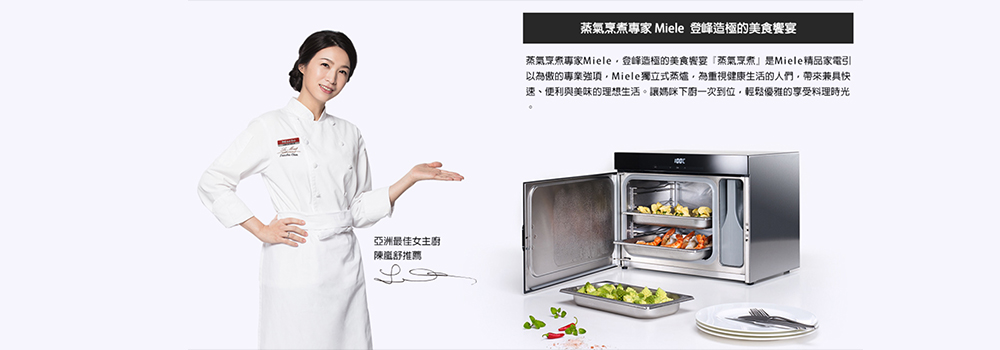 蒸氣烹煮專家 Miele 登峰造極的美食饗宴
蒸氣烹煮專家Miele，登峰造極的美食饗宴「蒸氣烹煮」是Miele精品家電引
以為傲的專業強項，Miele獨立式蒸爐，為重視健康生活的人們，帶來兼具快
速、便利與美味的理想生活。讓媽咪下廚一次到位，輕鬆優雅的享受料理時光
。
100
亞洲最佳女主廚
陳嵐舒推薦